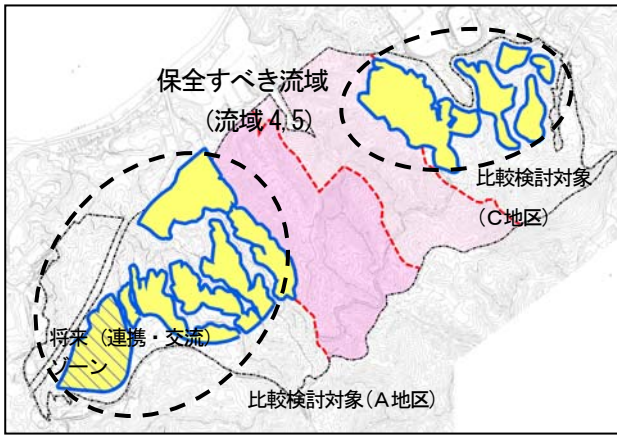 保全すべき流域
(流域4,5)
比較検討対象
（C地区）
将来（連携・交流）
ゾーン
比較検討対象（A地区）